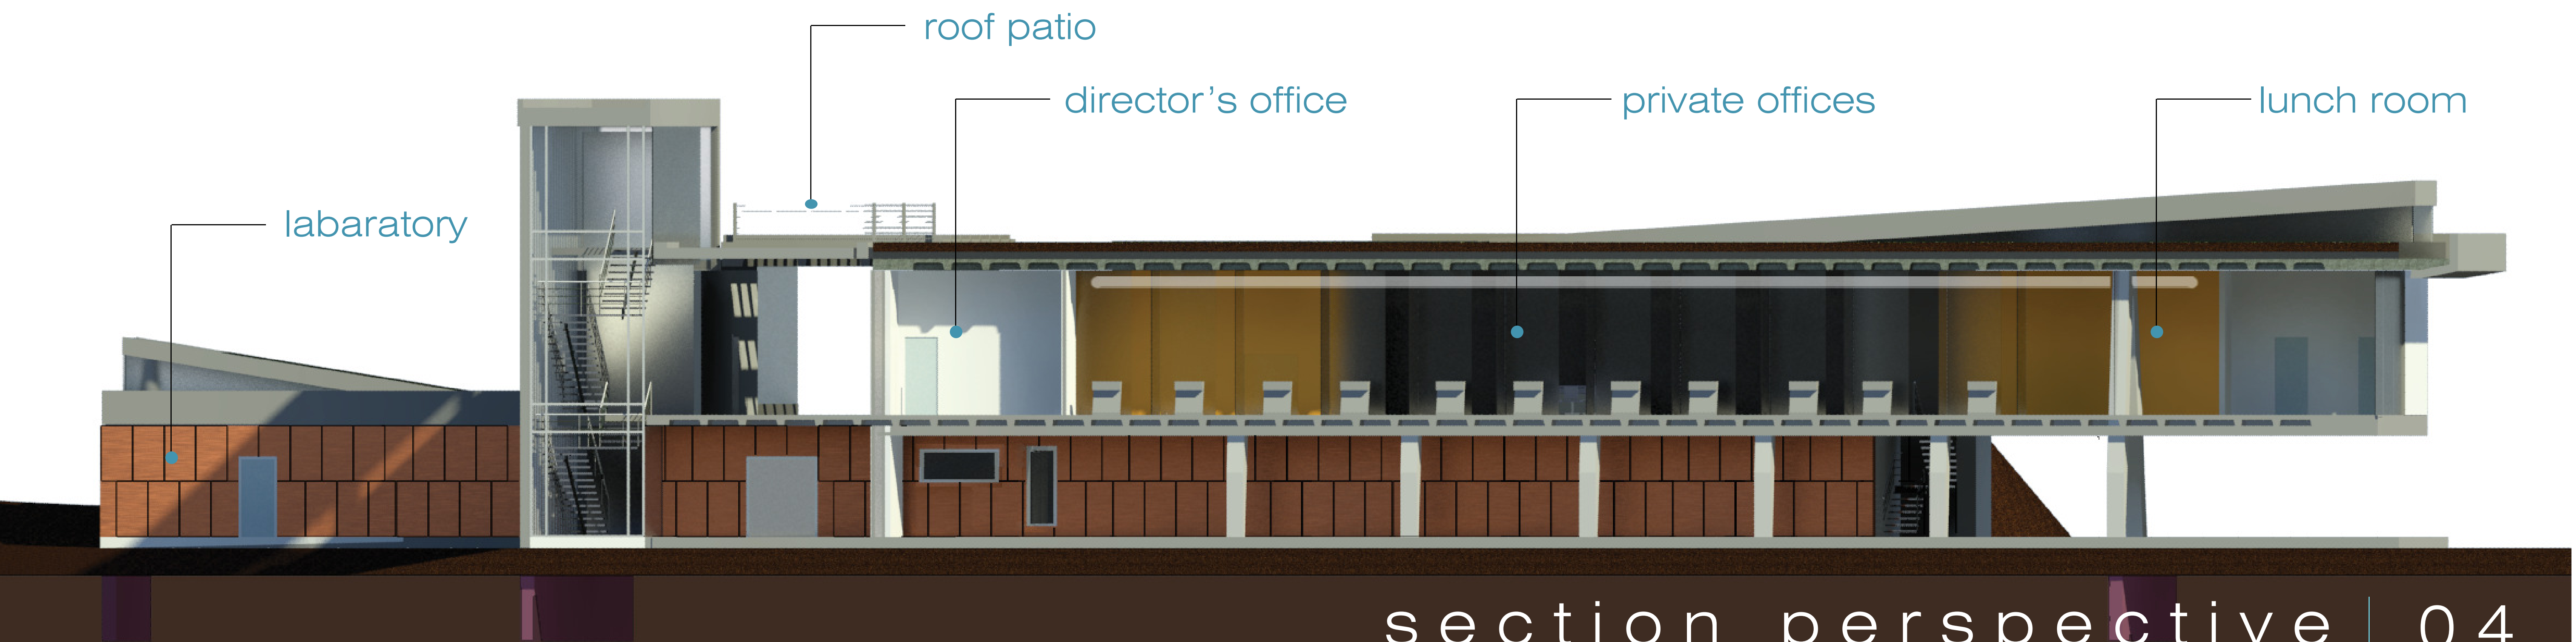 roof patio
director's office
private offices
lunch room
labaratory
section perspective | 04